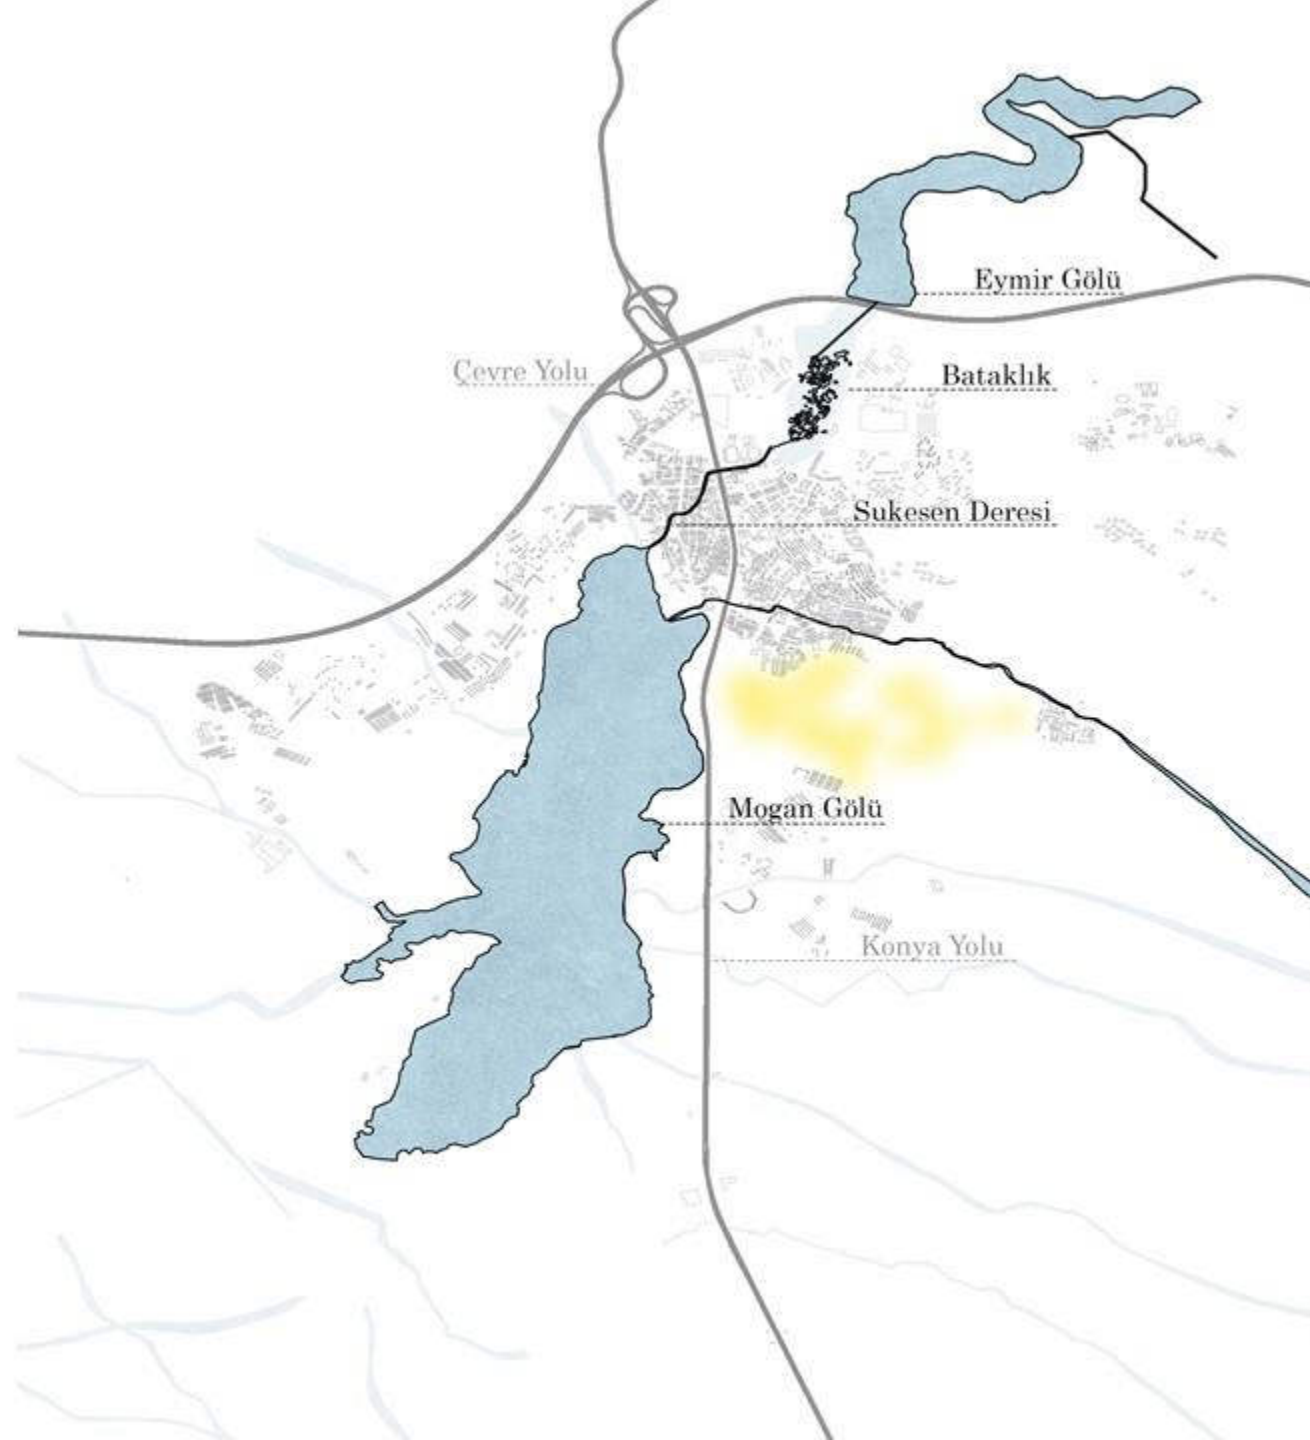 Eymir Gölü
Çevre Yolu
Bataklık
Sukesen Deresi
Mogan Gölü
Konya Yolu